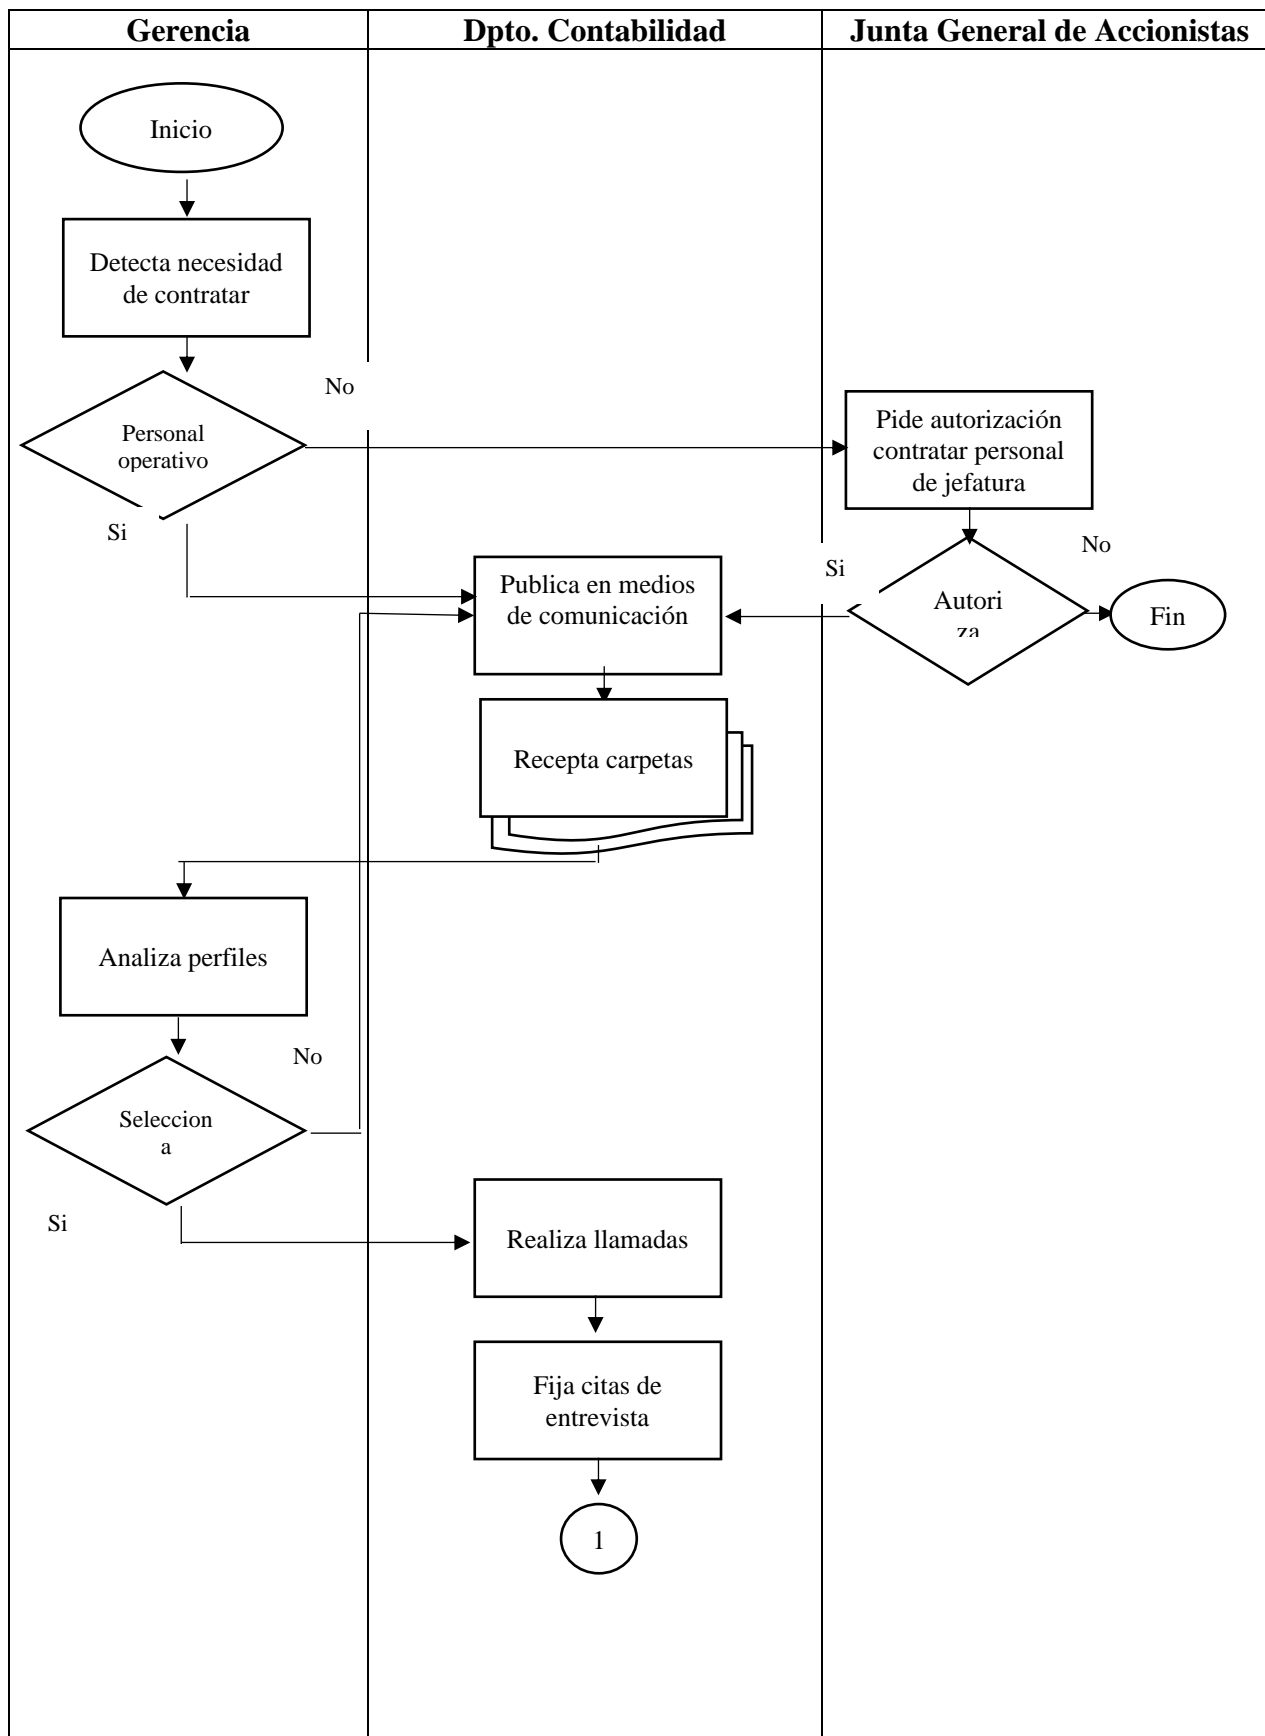 Gerencia
Dpto. Contabilidad
Junta General de Accionistas
Inicio
Detecta necesidad
de contratar
No
Personal
operativo
Pide autorización
contratar personal
de jefatura
Si
No
Si
Publica en medios
de comunicación
Autori
za
Fin
Recepta carpetas
Analiza perfiles
No
Seleccion
a
Si
Realiza llamadas
Fija citas de
entrevista
1